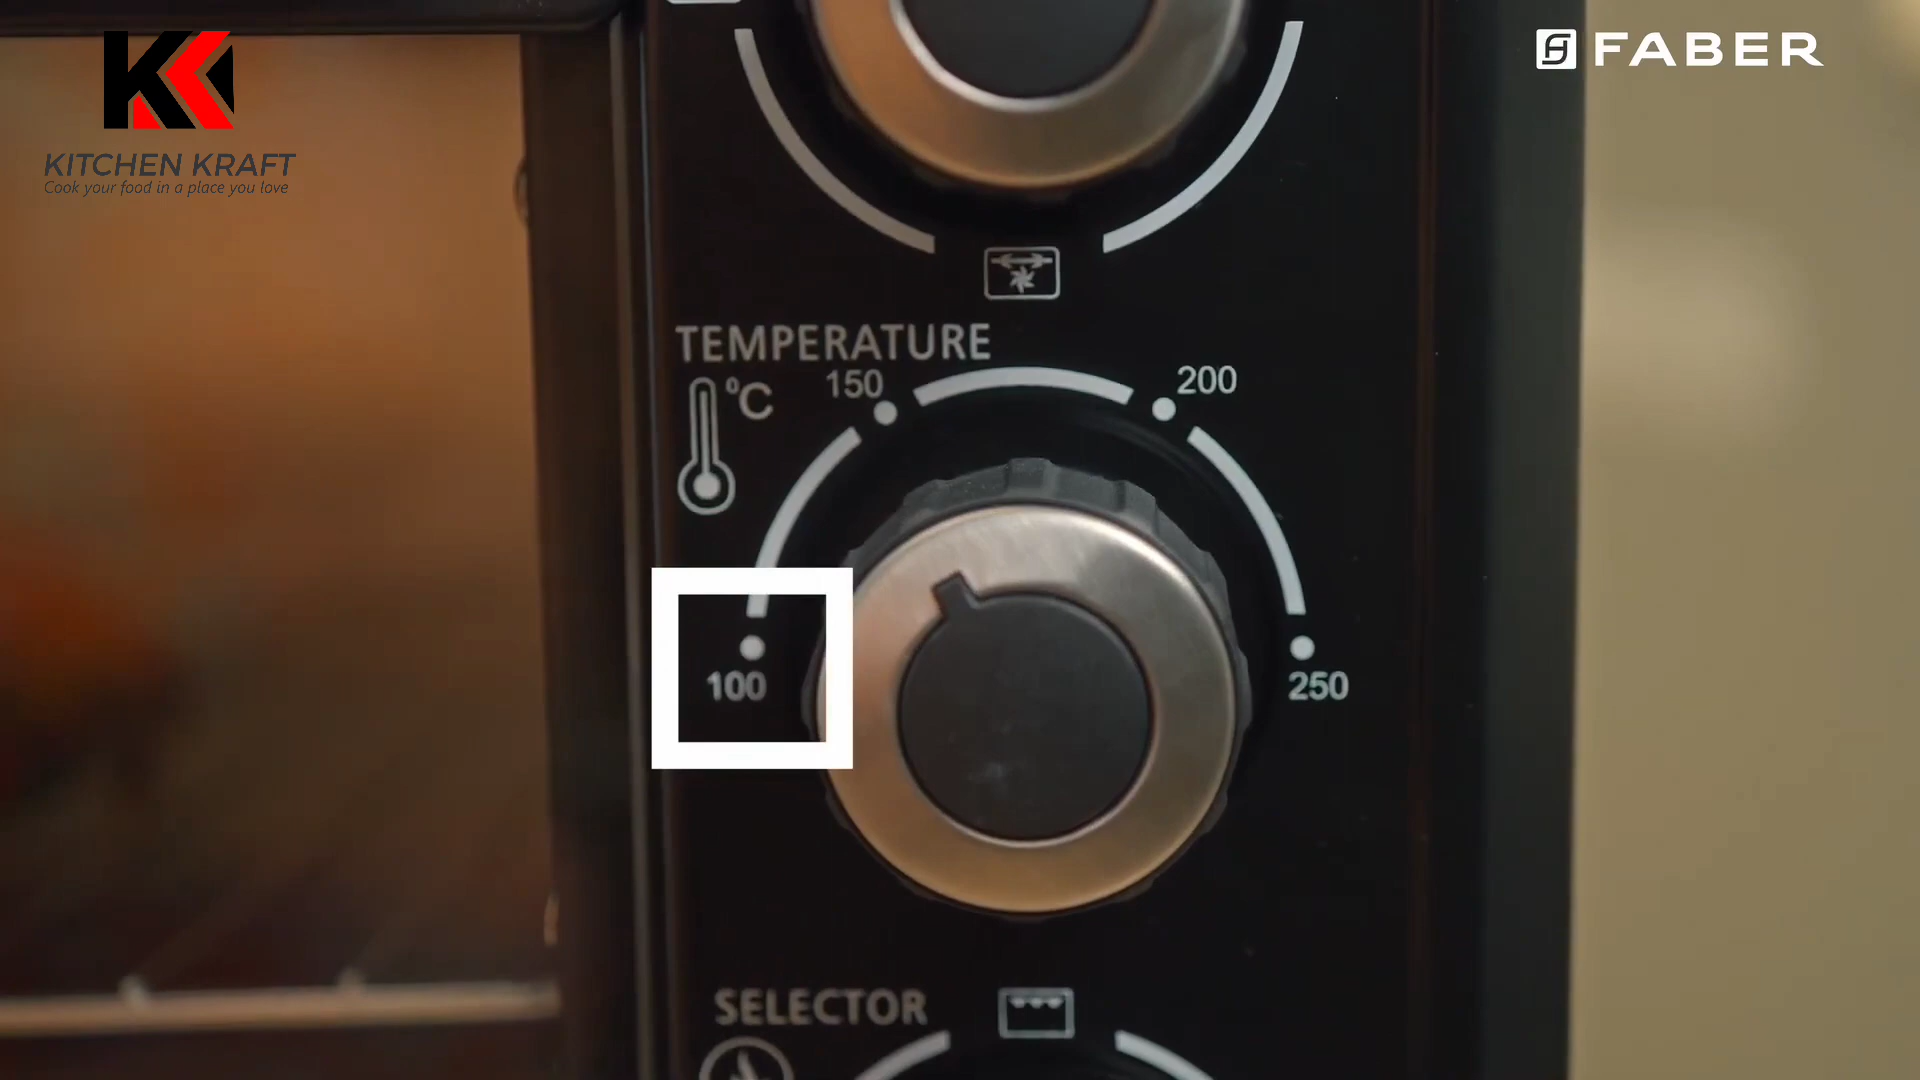 FABER
KITCHEN KRAFT
Cook your food in a place you love
TEMPERATURE
°C
150
200
100
250
SELECTOR